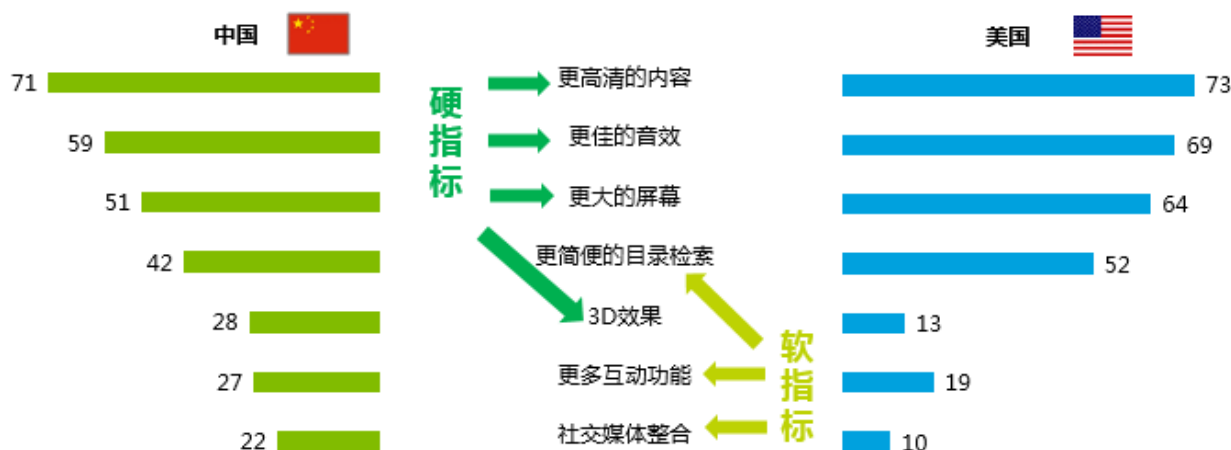 中国
美国
71
更高清的内容
73
59
更佳的音效
69
51
更大的屏幕
64
42
更简便的目录检索
52
28
3D效果
13
27
更多互动功能
19
22
社交媒体整合
10
硬指标
软指标